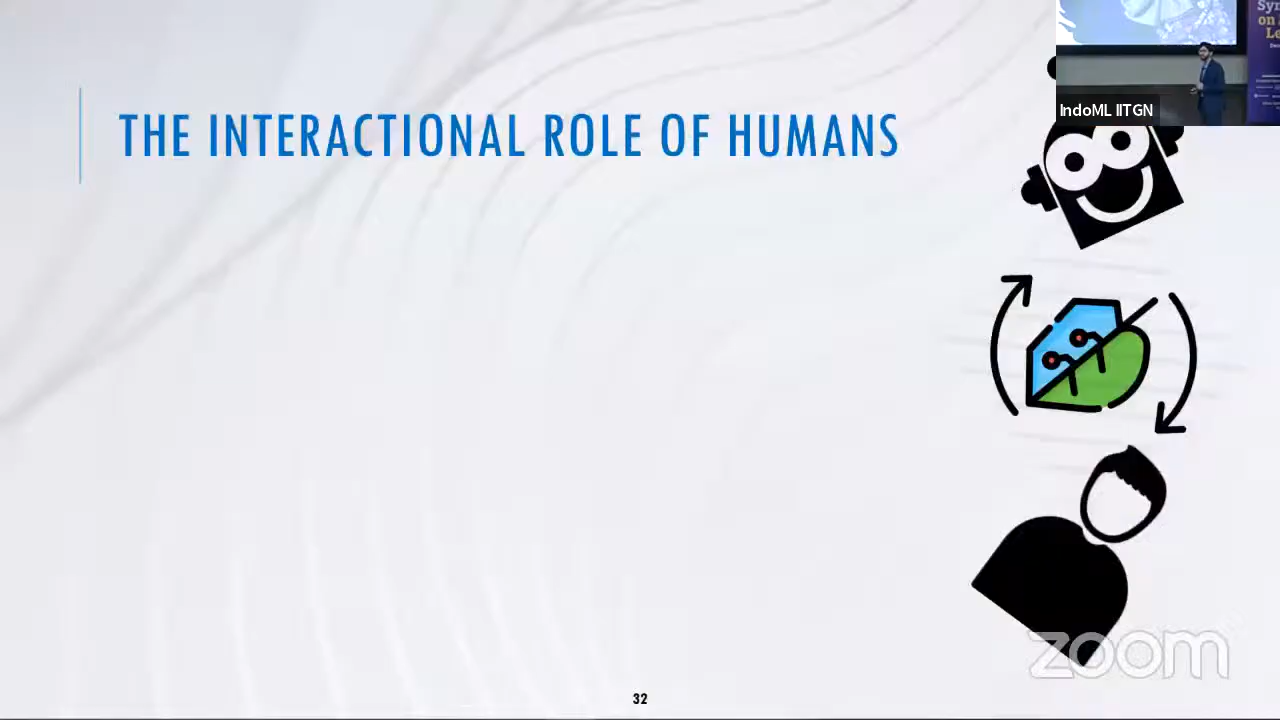 THE INTERACTIONAL ROLE OF HUMANS
IndoML IITGN
zoom
32